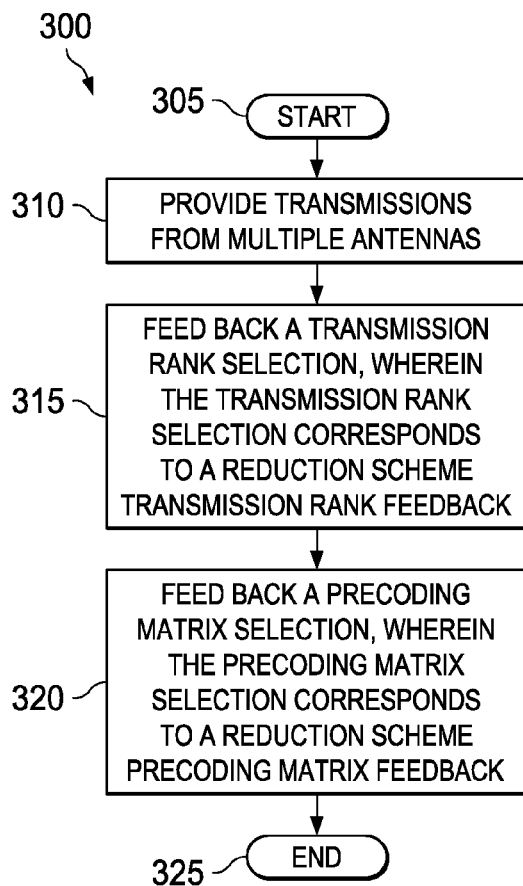 300
305
START
310
PROVIDE TRANSMISSIONS
FROM MULTIPLE ANTENNAS
315
FEED BACK A TRANSMISSION
RANK SELECTION, WHEREIN
THE TRANSMISSION RANK
SELECTION CORRESPONDS
TO A REDUCTION SCHEME
TRANSMISSION RANK FEEDBACK
320
FEED BACK A PRECODING
MATRIX SELECTION, WHEREIN
THE PRECODING MATRIX
SELECTION CORRESPONDS
TO A REDUCTION SCHEME
PRECODING MATRIX FEEDBACK
325
END